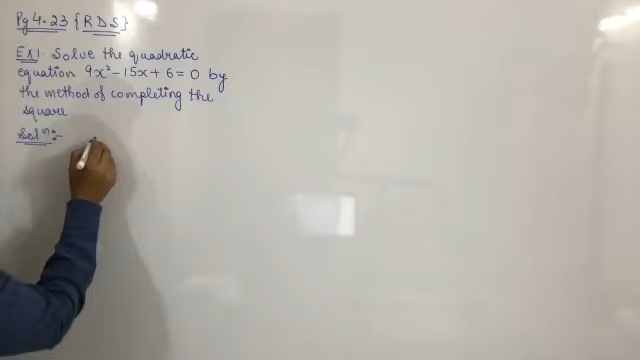 Pg 4.23 {RDS}
EX1. Solve the quadratic
equation 9x² - 15x + 6 = 0 by
the method of completing the
square
Solⁿ:-